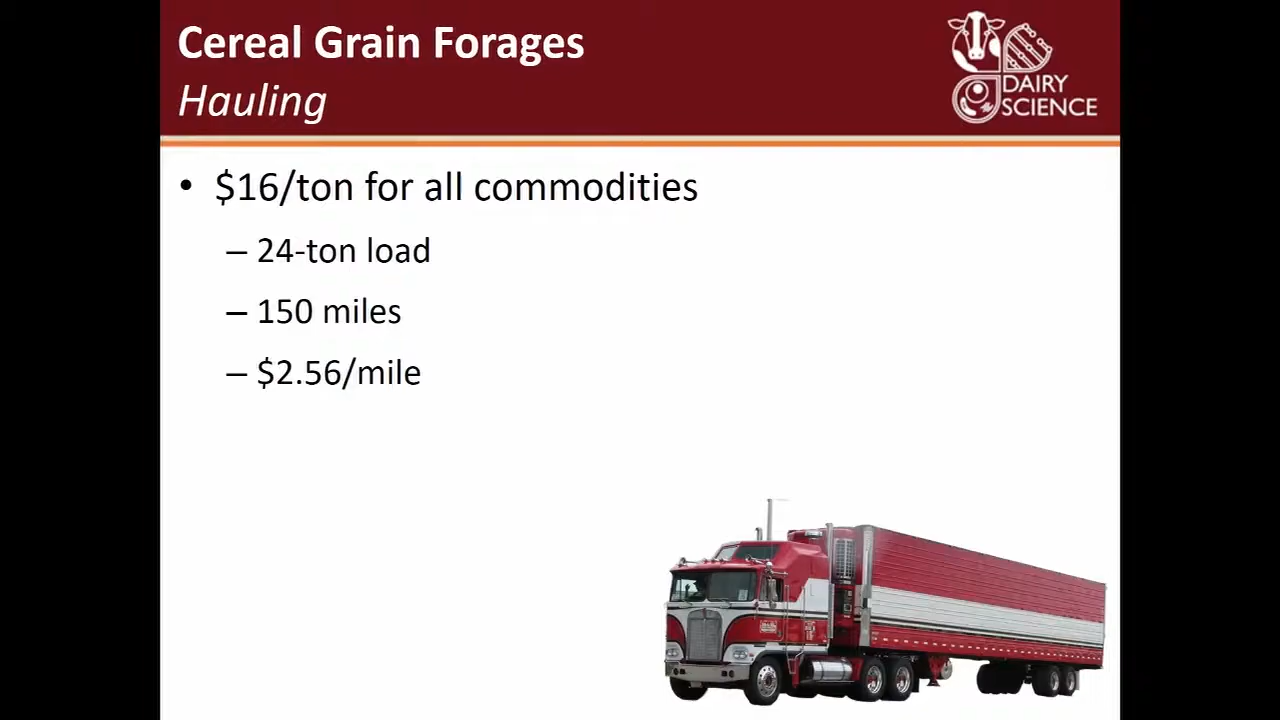 Cereal Grain Forages
Hauling
DAIRY
SCIENCE
• $16/ton for all commodities
– 24-ton load
– 150 miles
– $2.56/mile